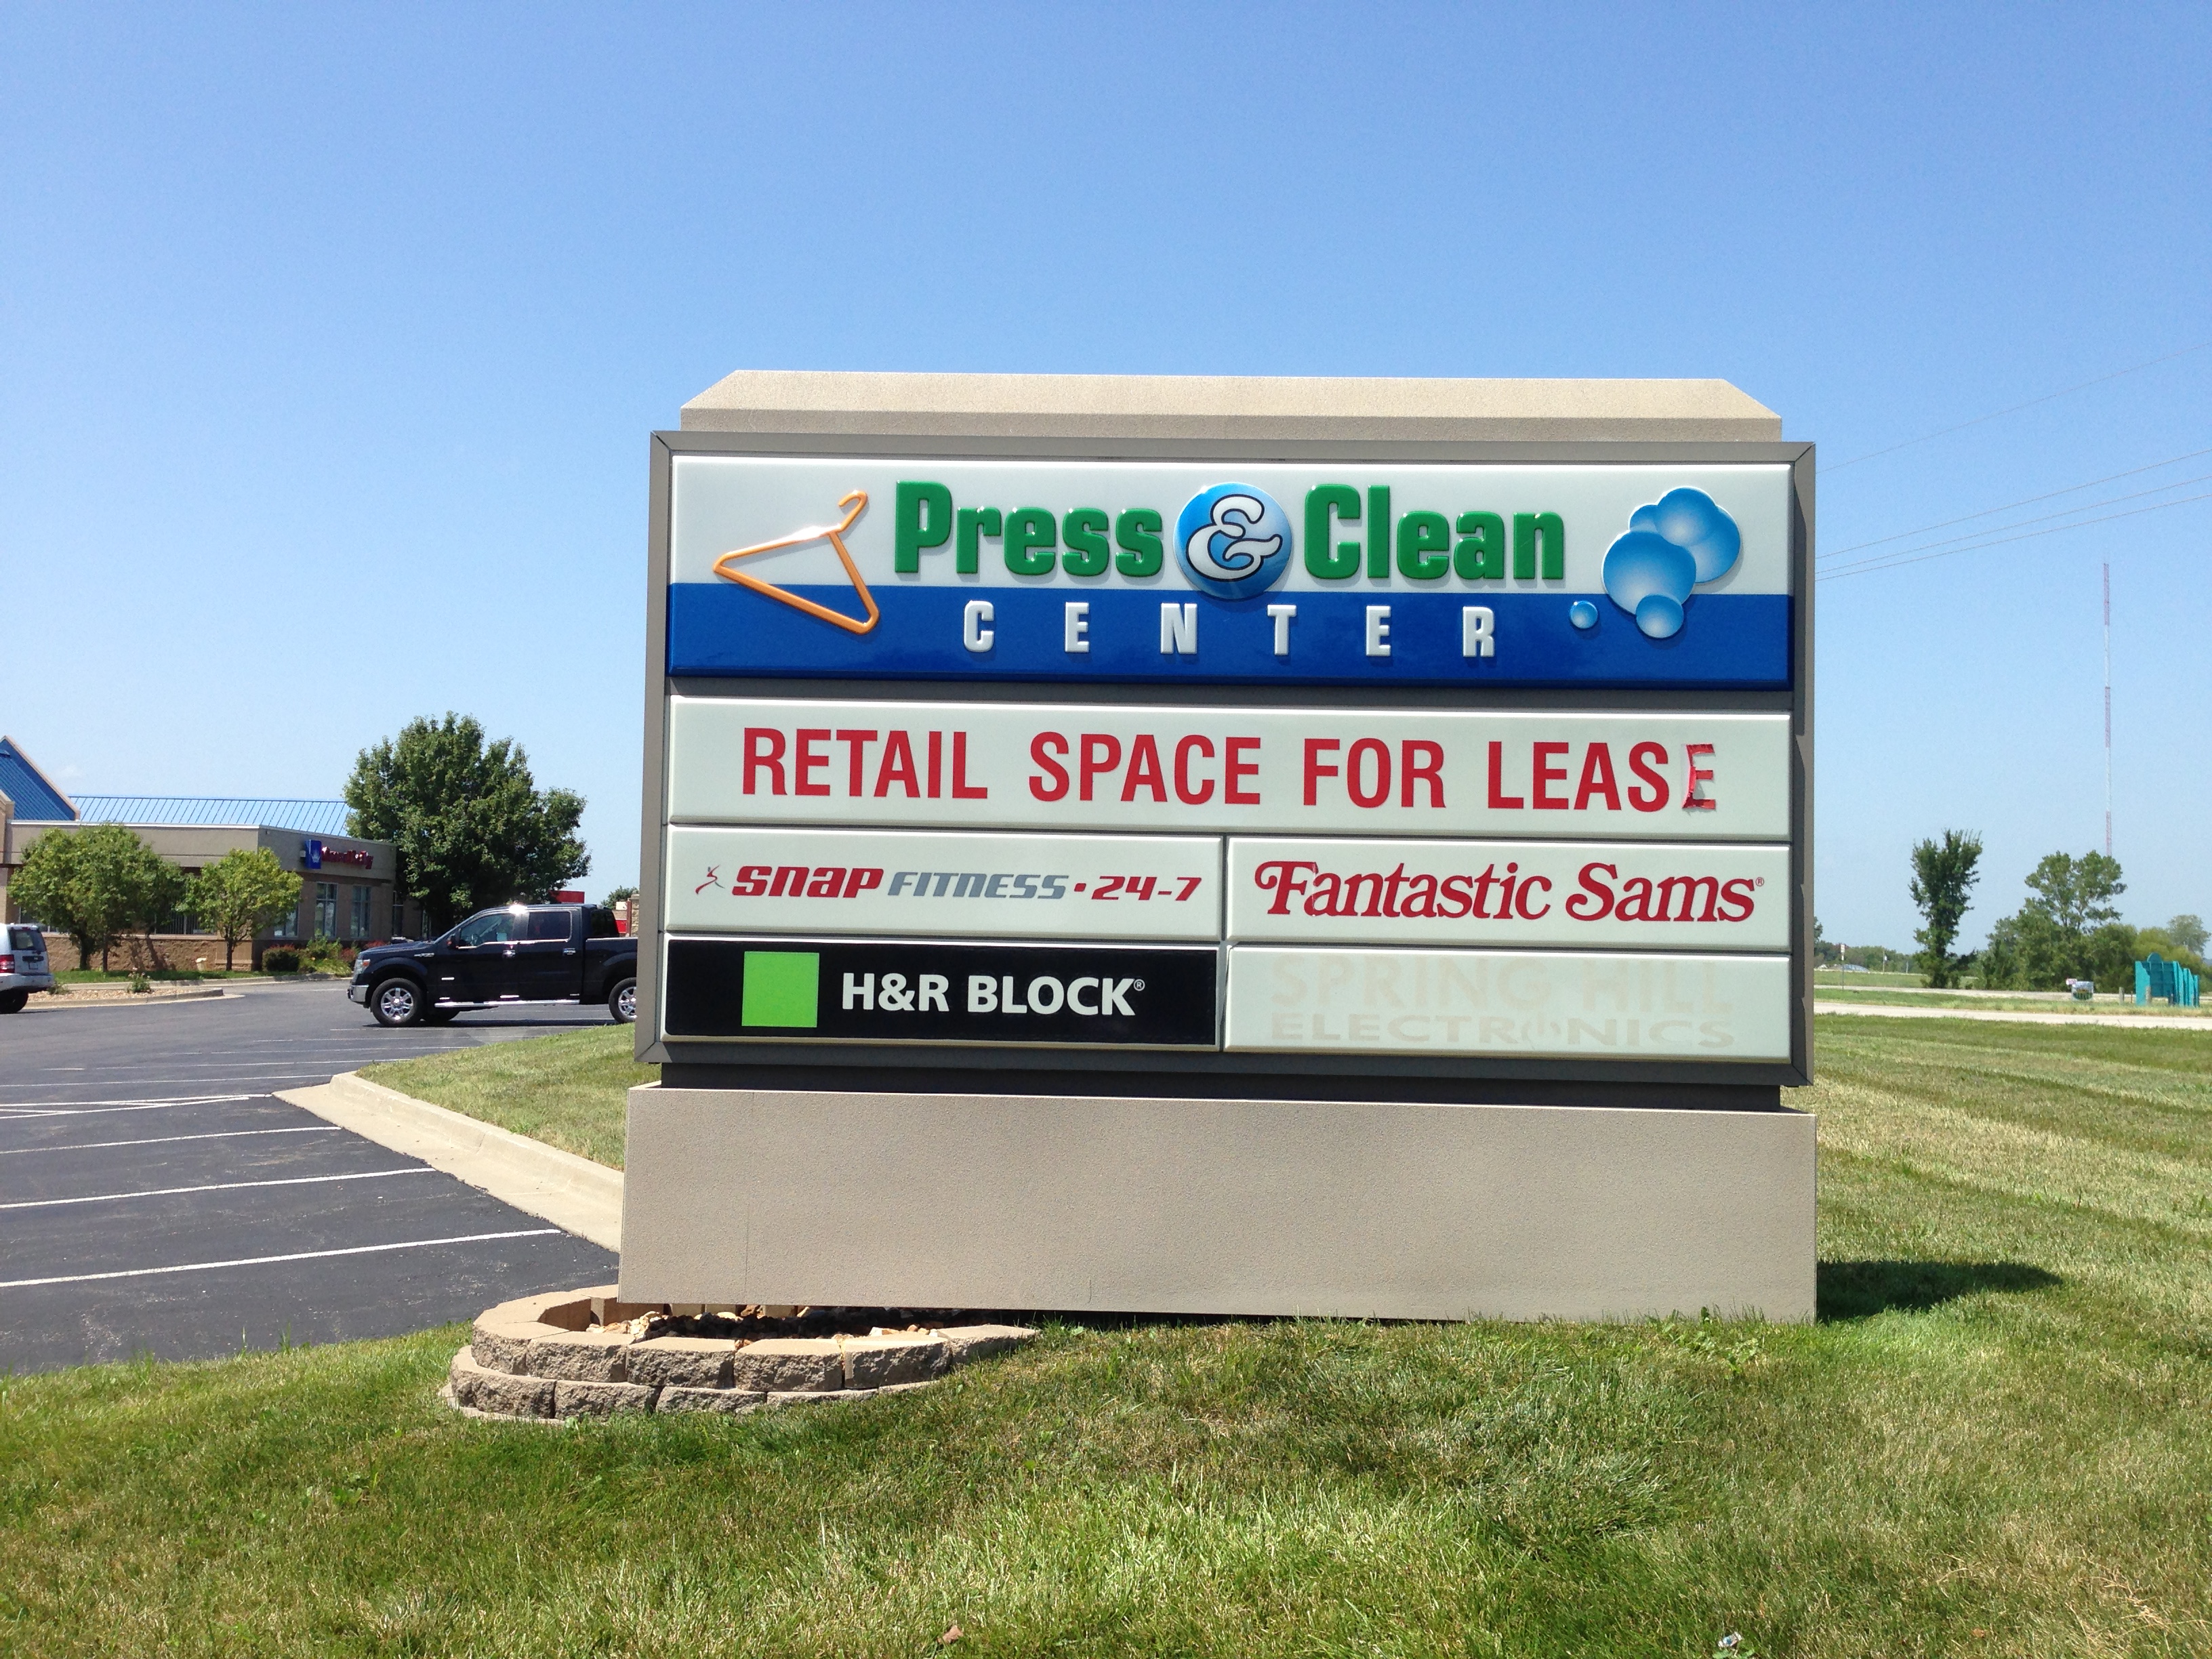 Press & Clean
CENTER
RETAIL SPACE FOR LEASE
SNAP FITNESS • 24-7
Fantastic Sams®
H&R BLOCK®
SPRING HILL
ELECTRONICS